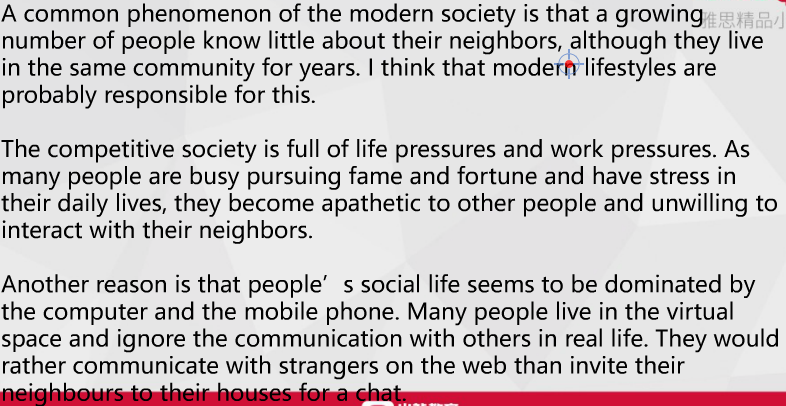 A common phenomenon of the modern society is that a growing
雅思精品小
number of people know little about their neighbors, although they live
in the same community for years. I think that modern lifestyles are
probably responsible for this.
The competitive society is full of life pressures and work pressures. As
many people are busy pursuing fame and fortune and have stress in
their daily lives, they become apathetic to other people and unwilling to
interact with their neighbors.
Another reason is that people’s social life seems to be dominated by
the computer and the mobile phone. Many people live in the virtual
space and ignore the communication with others in real life. They would
rather communicate with strangers on the web than invite their
neighbours to their houses for a chat.